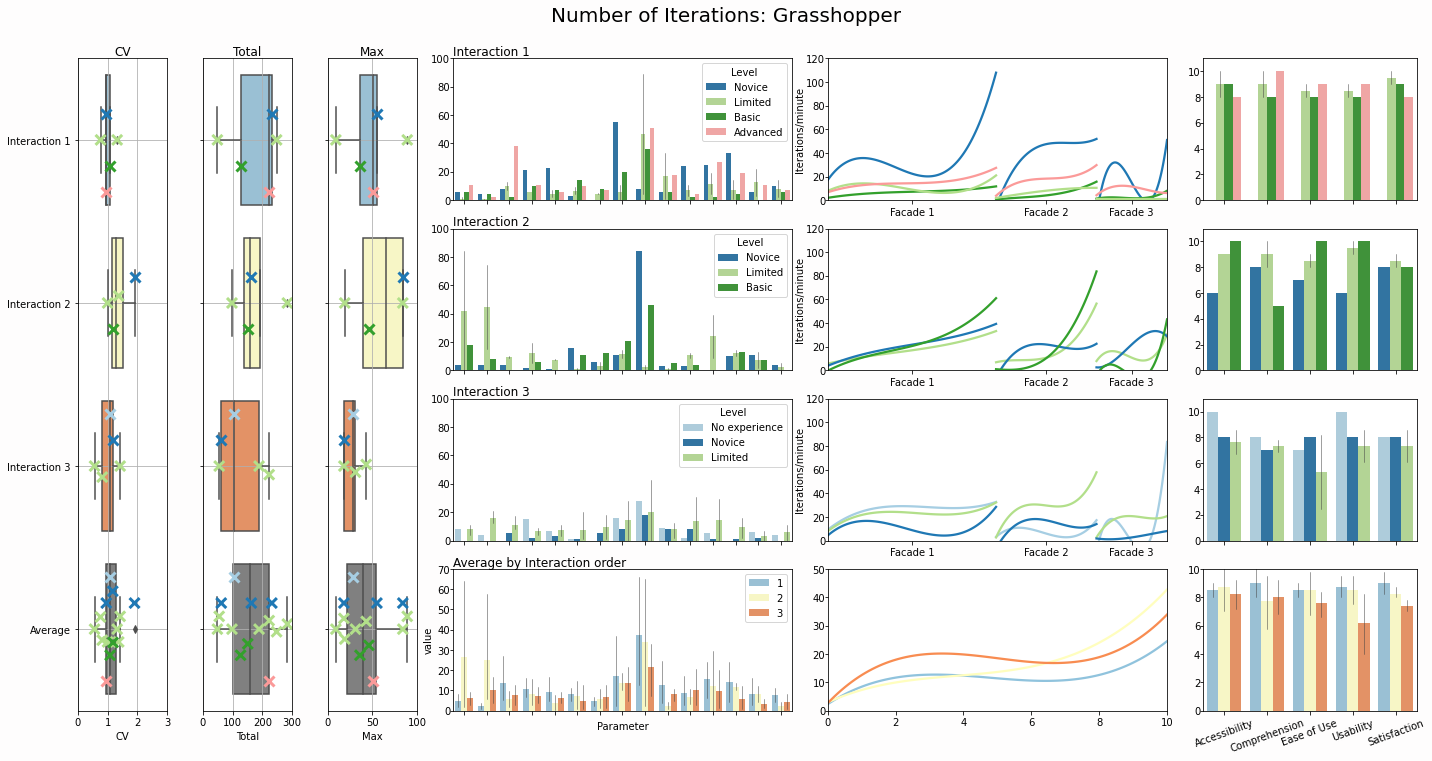 Number of Iterations: Grasshopper
CV
Total
Max
Interaction 1
Interaction 2
Interaction 3
Average
0 1 2 3
CV
0 100 200 300
Total
0 50 100
Max
Interaction 1
100
80
60
40
20
0
Level
Novice
Limited
Basic
Advanced
Interaction 2
100
80
60
40
20
0
Level
Novice
Limited
Basic
Interaction 3
100
80
60
40
20
0
Level
No experience
Novice
Limited
Average by Interaction order
70
60
50
40
30
20
10
0
value
1
2
3
Parameter
Iterations/minute
120
100
80
60
40
20
0
Facade 1 Facade 2 Facade 3
Iterations/minute
120
100
80
60
40
20
0
Facade 1 Facade 2 Facade 3
Iterations/minute
120
100
80
60
40
20
0
Facade 1 Facade 2 Facade 3
50
40
30
20
10
0
0 2 4 6 8 10
10
8
6
4
2
0
10
8
6
4
2
0
10
8
6
4
2
0
10
8
6
4
2
0
Accessibility Comprehension Ease of Use Usability Satisfaction